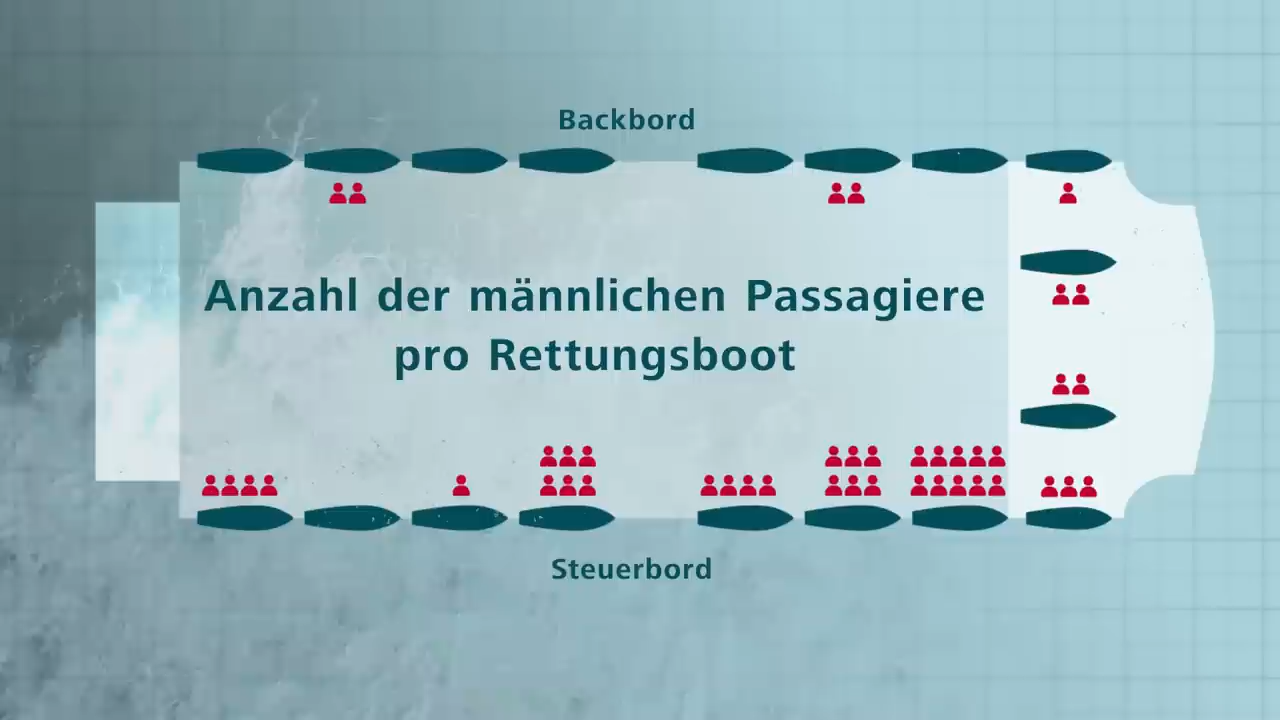 Backbord
Anzahl der männlichen Passagiere
pro Rettungsboot
Steuerbord